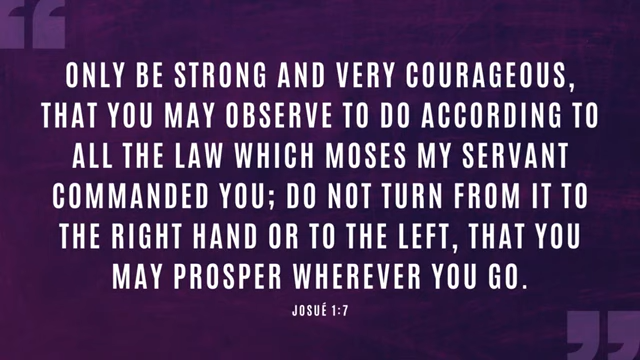 ONLY BE STRONG AND VERY COURAGEOUS,
THAT YOU MAY OBSERVE TO DO ACCORDING TO
ALL THE LAW WHICH MOSES MY SERVANT
COMMANDED YOU; DO NOT TURN FROM IT TO
THE RIGHT HAND OR TO THE LEFT, THAT YOU
MAY PROSPER WHEREVER YOU GO.
JOSUÉ 1:7